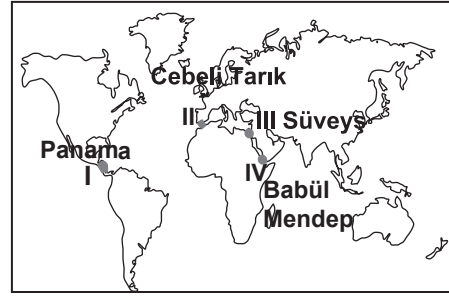 Cebeli Tarık
II
III Süveyş
Panama
I
IV
Babül
Mendep